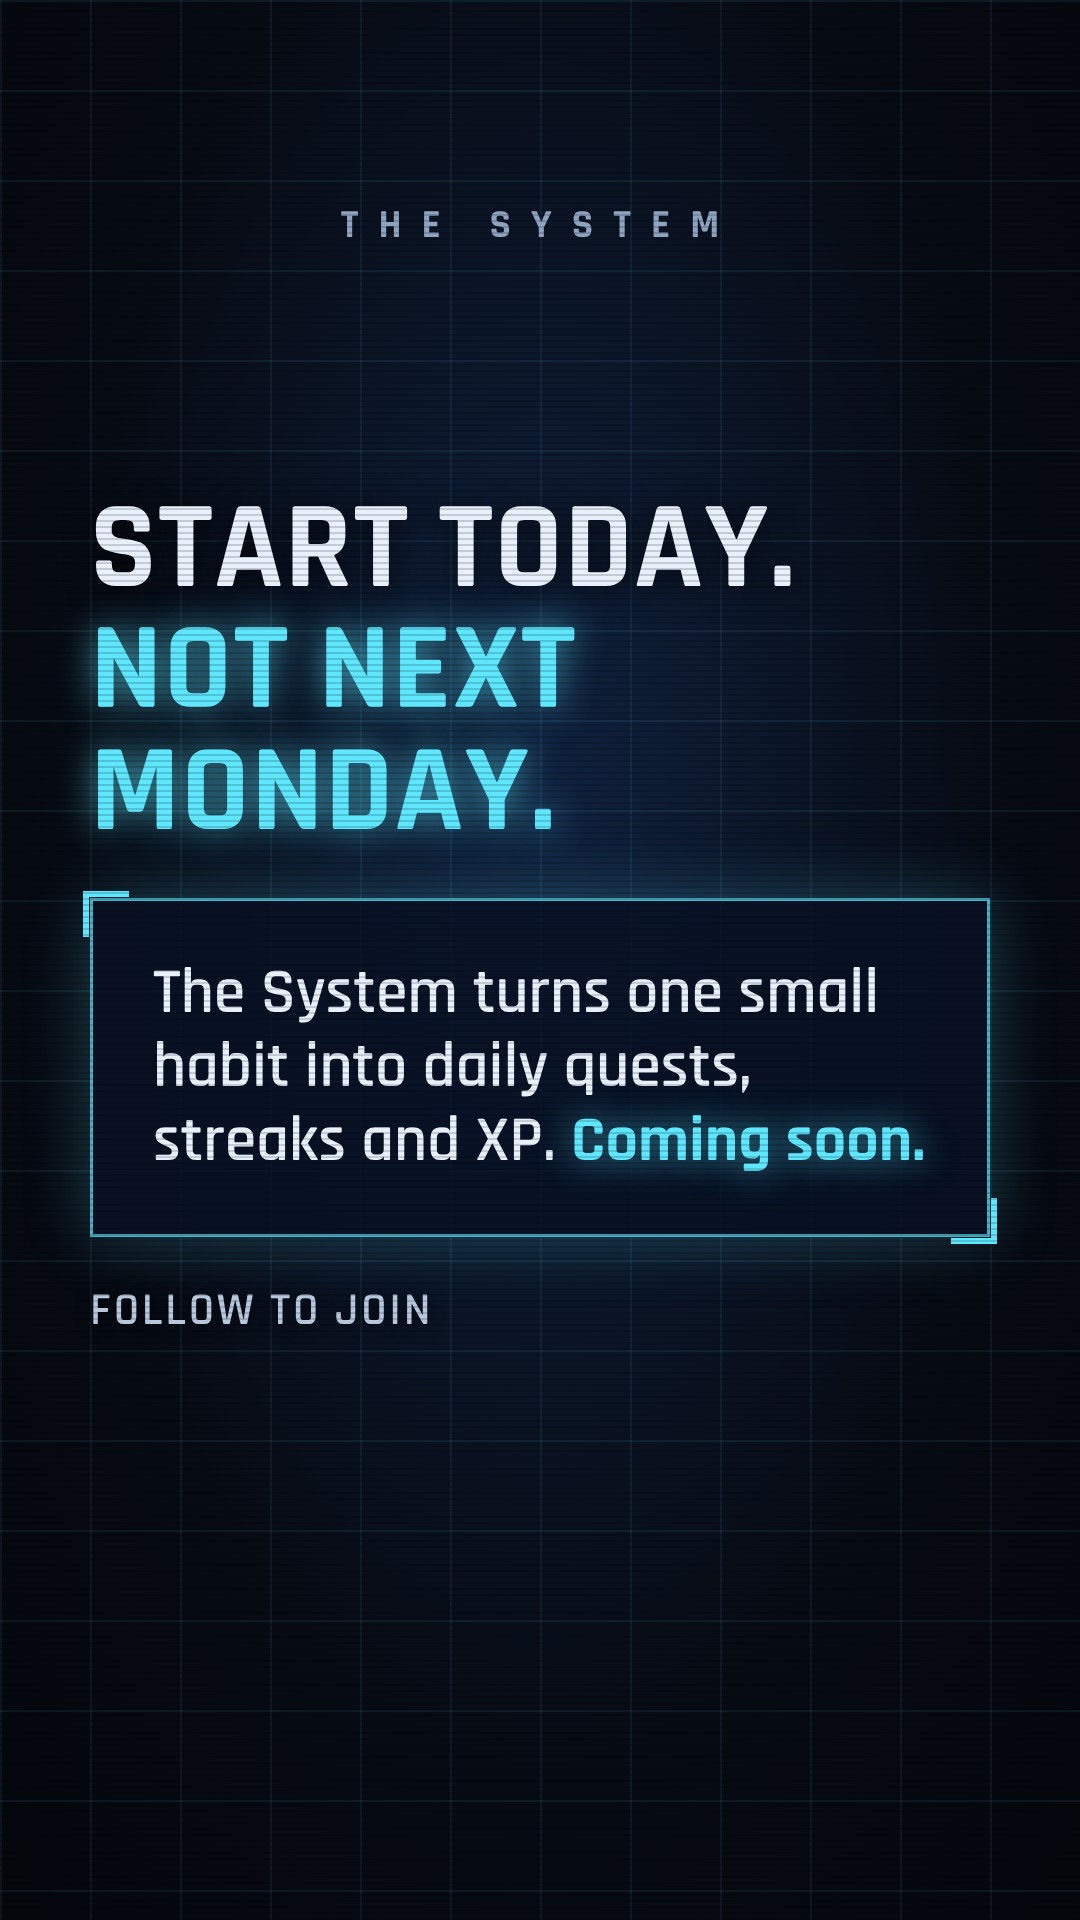 THE SYSTEM
START TODAY.
NOT NEXT
MONDAY.
The System turns one small
habit into daily quests,
streaks and XP. Coming soon.
FOLLOW TO JOIN